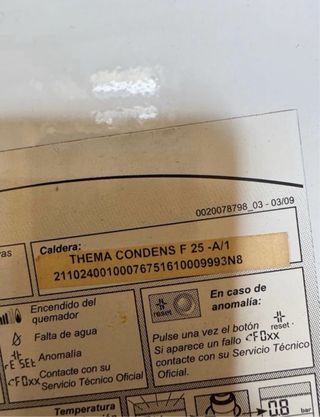 0020078798_03 - 03/09
Caldera:
THEMA CONDENS F 25 -A/1
21102400100076751610009993N8
Encendido del
quemador
Falta de agua
Anomalía
Contacte con su
Servicio Técnico Oficial
En caso de
anomalía:
reset
Pulse una vez el botón reset.
Si aparece un fallo F0xx
contacte con su Servicio
Técnico Oficial
Temperatura
0.8 bar